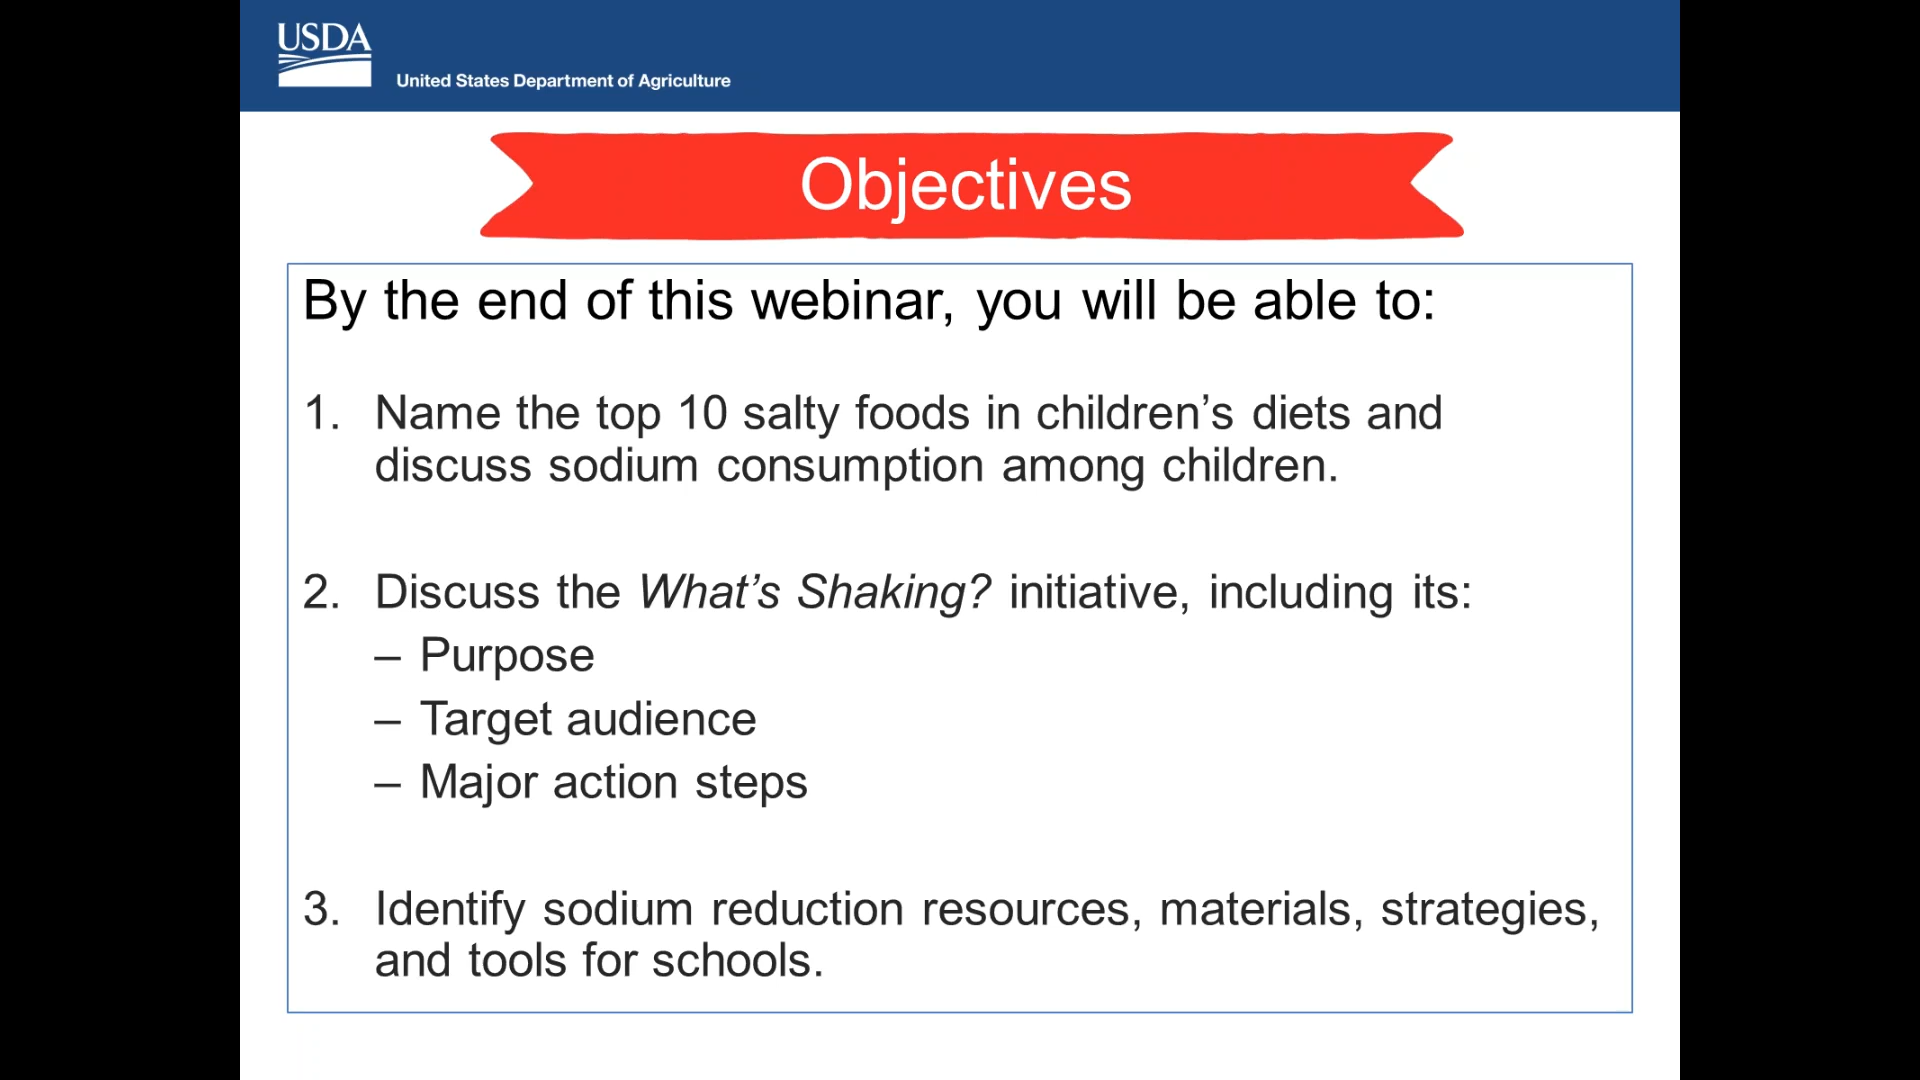 USDA
United States Department of Agriculture
Objectives
By the end of this webinar, you will be able to:
1. Name the top 10 salty foods in children’s diets and
discuss sodium consumption among children.
2. Discuss the What’s Shaking? initiative, including its:
– Purpose
– Target audience
– Major action steps
3. Identify sodium reduction resources, materials, strategies,
and tools for schools.